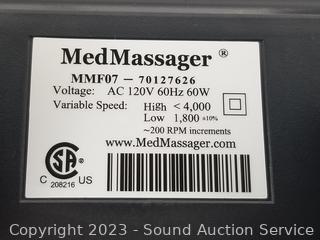 MedMassager ®
MMF07 – 70127626
Voltage: AC 120V 60Hz 60W
Variable Speed: High < 4,000
Low 1,800 ±10%
~200 RPM increments
www.MedMassager.com
SA
C US
208216
Copyright 2023 - Sound Auction Service